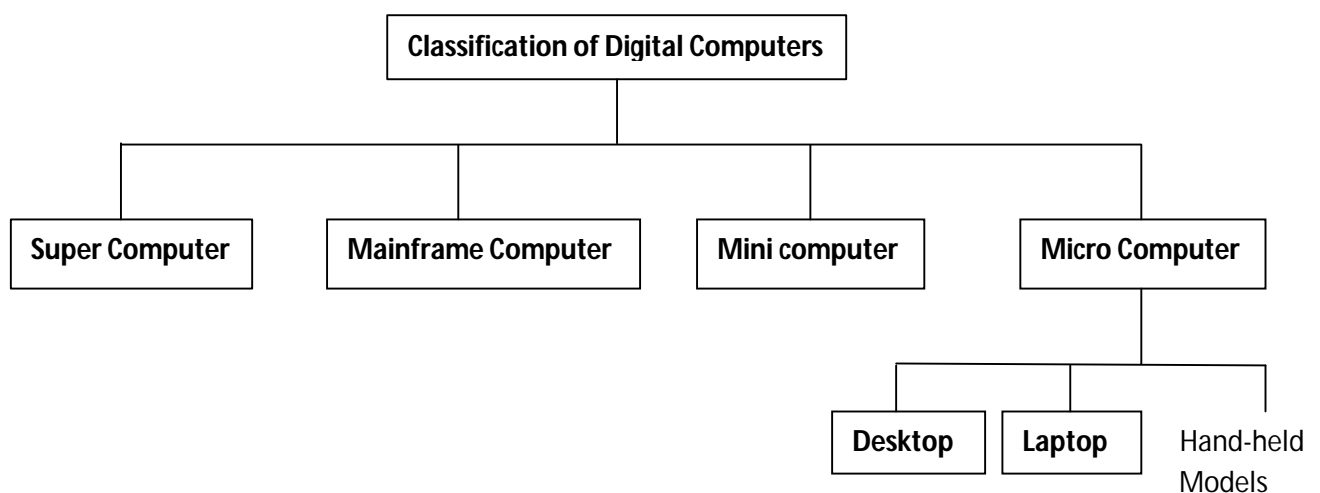 Classification of Digital Computers
Super Computer
Mainframe Computer
Mini computer
Micro Computer
Desktop
Laptop
Hand-held
Models